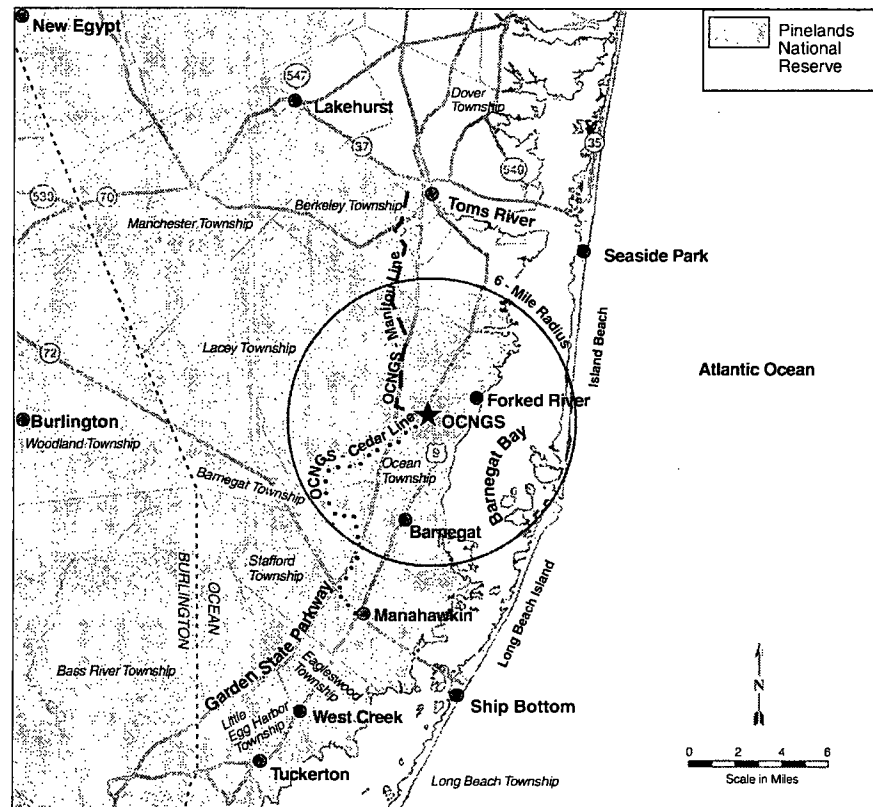 New Egypt
Pinelands
National
Reserve
547
Lakehurst
Dover
Township
37
35
549
530
70
Toms River
Berkeley Township
Manchester Township
Seaside Park
6 - Mile Radius
OCNGS - Manitou Line
Island Beach
72
Lacey Township
Atlantic Ocean
Forked River
OCNGS
Burlington
Woodland Township
OCNGS - Cedar Line
9
Ocean
Township
Barnegat Bay
Barnegat Township
Barnegat
Stafford
Township
BURLINGTON
OCEAN
Garden State Parkway
Manahawkin
Long Beach Island
Eagleswood
Township
Bass River Township
Little
Egg Harbor
Township
West Creek
Ship Bottom
N
Tuckerton
Long Beach Township
0 2 4 6
Scale in Miles